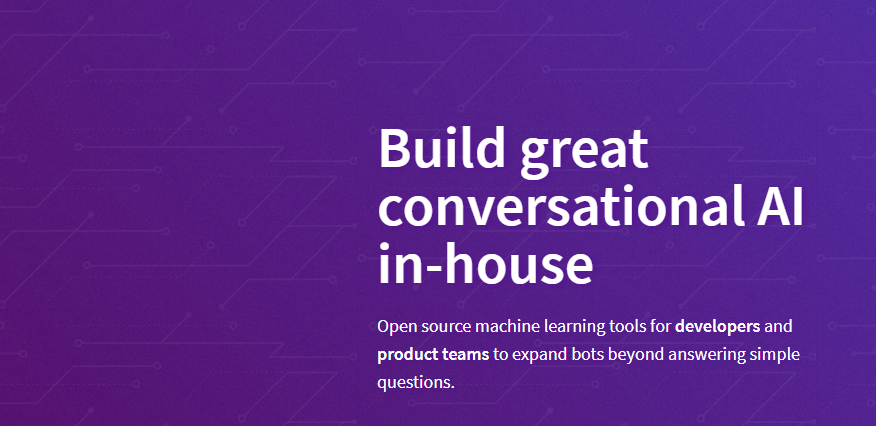 Build great
conversational AI
in-house
Open source machine learning tools for developers and
product teams to expand bots beyond answering simple
questions.